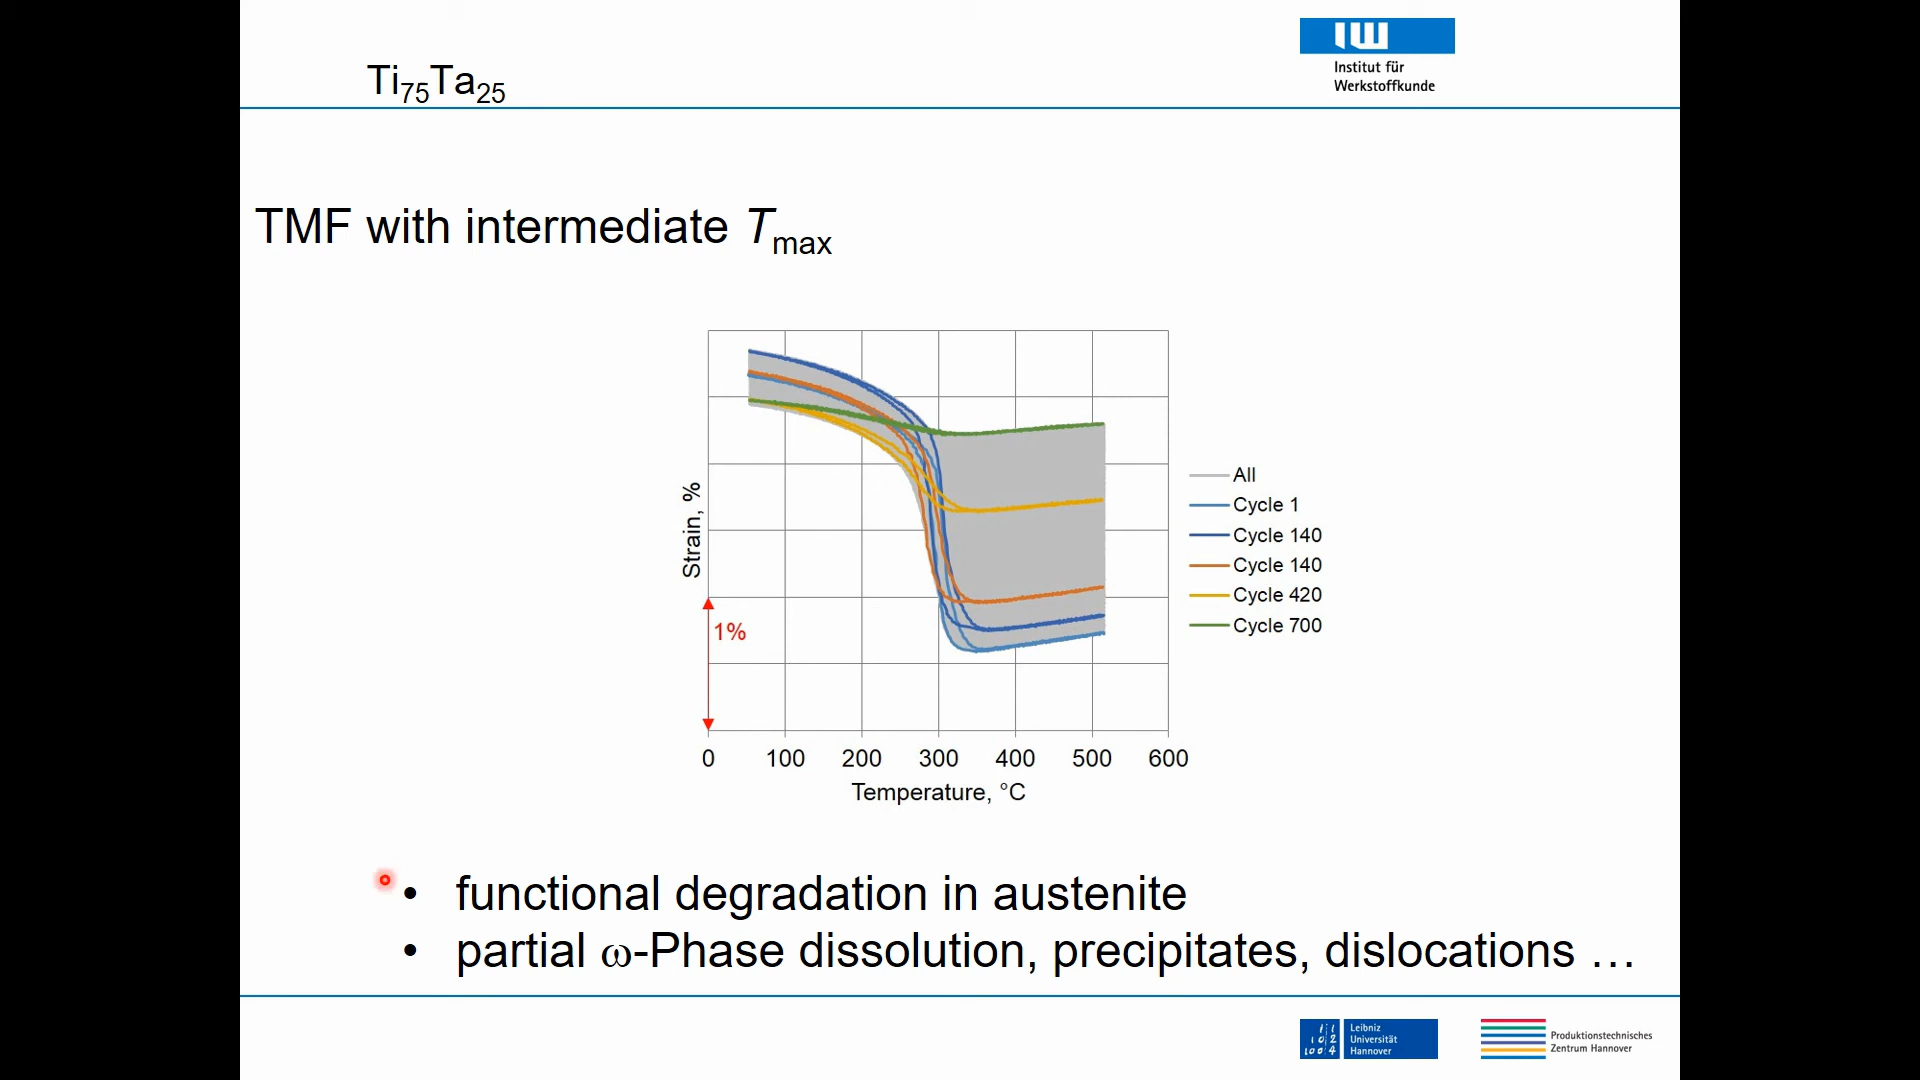 Ti75Ta25
IW
Institut für
Werkstoffkunde
TMF with intermediate Tmax
Strain, %
1%
0 100 200 300 400 500 600
Temperature, °C
All
Cycle 1
Cycle 140
Cycle 140
Cycle 420
Cycle 700
• functional degradation in austenite
• partial ω-Phase dissolution, precipitates, dislocations …
Leibniz
Universität
Hannover
Produktionstechnisches
Zentrum Hannover